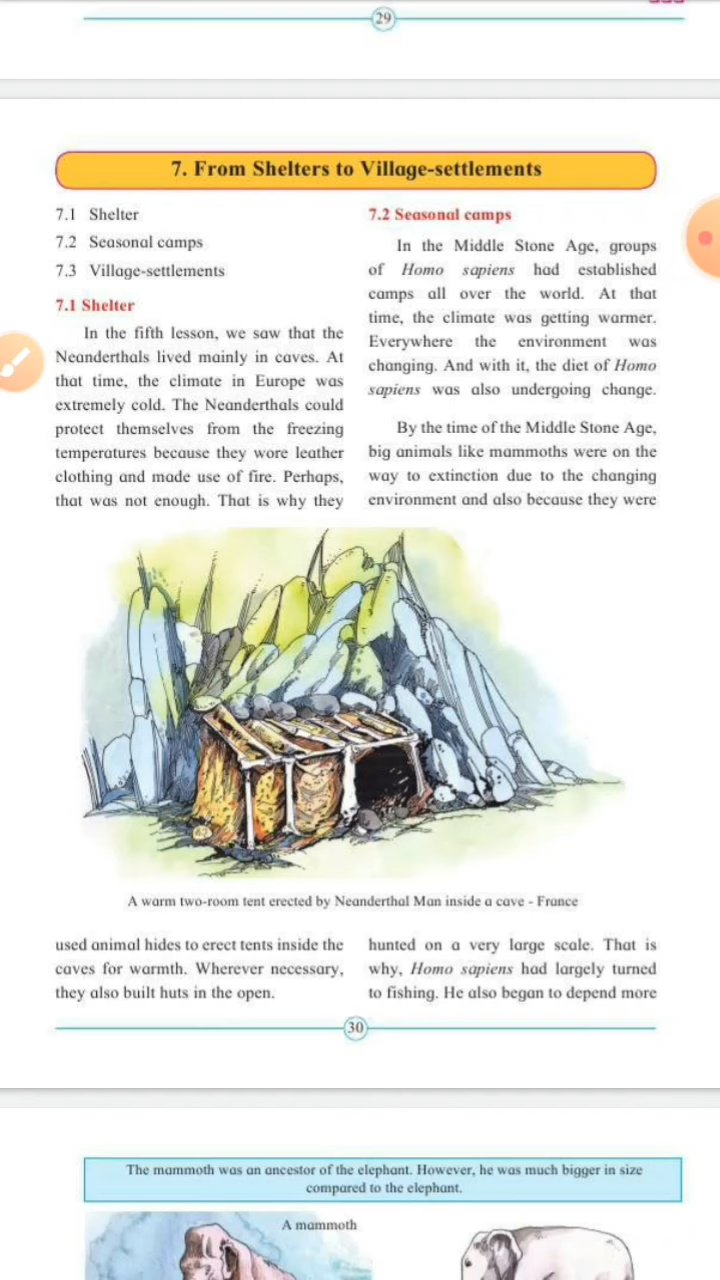 29
7. From Shelters to Village-settlements
7.1 Shelter
7.2 Seasonal camps
7.3 Village-settlements
7.1 Shelter
In the fifth lesson, we saw that the
Neanderthals lived mainly in caves. At
that time, the climate in Europe was
extremely cold. The Neanderthals could
protect themselves from the freezing
temperatures because they wore leather
clothing and made use of fire. Perhaps,
that was not enough. That is why they
7.2 Seasonal camps
In the Middle Stone Age, groups
of Homo sapiens had established
camps all over the world. At that
time, the climate was getting warmer.
Everywhere the environment was
changing. And with it, the diet of Homo
sapiens was also undergoing change.
By the time of the Middle Stone Age,
big animals like mammoths were on the
way to extinction due to the changing
environment and also because they were
A warm two-room tent erected by Neanderthal Man inside a cave - France
used animal hides to erect tents inside the
caves for warmth. Wherever necessary,
they also built huts in the open.
hunted on a very large scale. That is
why, Homo sapiens had largely turned
to fishing. He also began to depend more
30
The mammoth was an ancestor of the elephant. However, he was much bigger in size
compared to the elephant.
A mammoth